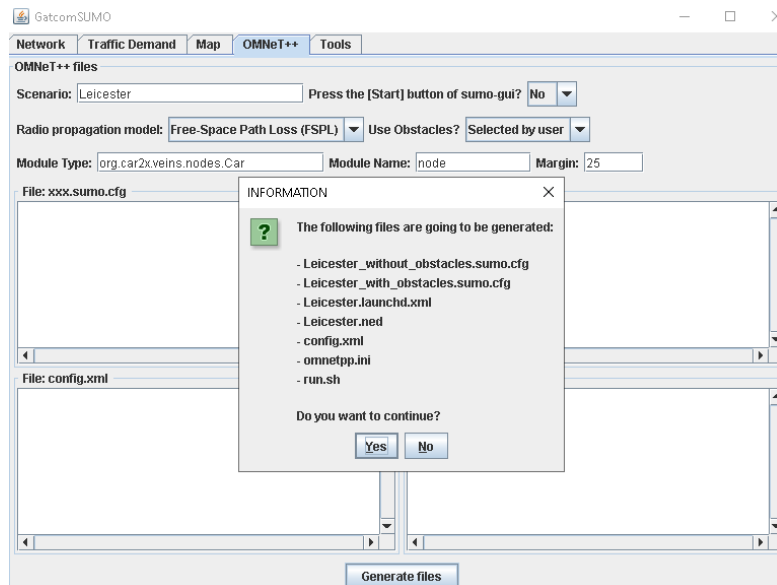 GatcomSUMO
Network Traffic Demand Map OMNeT++ Tools
OMNeT++ files
Scenario: Leicester Press the [Start] button of sumo-gui? No
Radio propagation model: Free-Space Path Loss (FSPL) Use Obstacles? Selected by user
Module Type: org.car2x.veins.nodes.Car Module Name: node Margin: 25
File: xxx.sumo.cfg
INFORMATION
The following files are going to be generated:
- Leicester_without_obstacles.sumo.cfg
- Leicester_with_obstacles.sumo.cfg
- Leicester.launchd.xml
- Leicester.ned
- config.xml
- omnetpp.ini
- run.sh
Do you want to continue?
Yes No
File: config.xml
Generate files